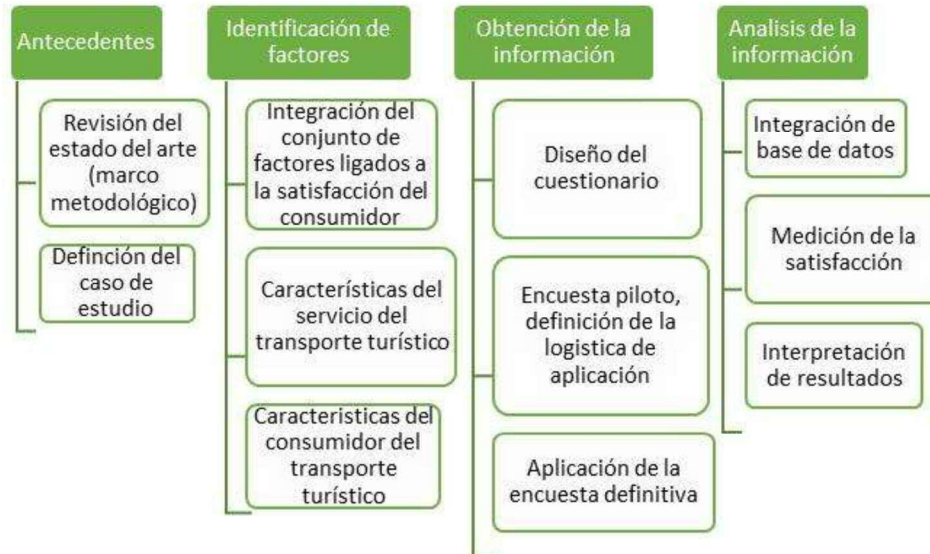 Antecedentes
Revisión del
estado del arte
(marco
metodológico)
Definción del
caso de
estudio
Identificación de
factores
Integración del
conjunto de
factores ligados a
la satisfacción del
consumidor
Característícas del
servicio del
transporte turístico
Caracteristicas del
consumidor del
transporte
turístico
Obtención de la
información
Diseño del
cuestionario
Encuesta piloto,
definición de la
logistica de
aplicación
Aplicación de la
encuesta definitiva
Analisis de la
información
Integración de
base de datos
Medición de la
satisfacción
Interpretación
de resultados